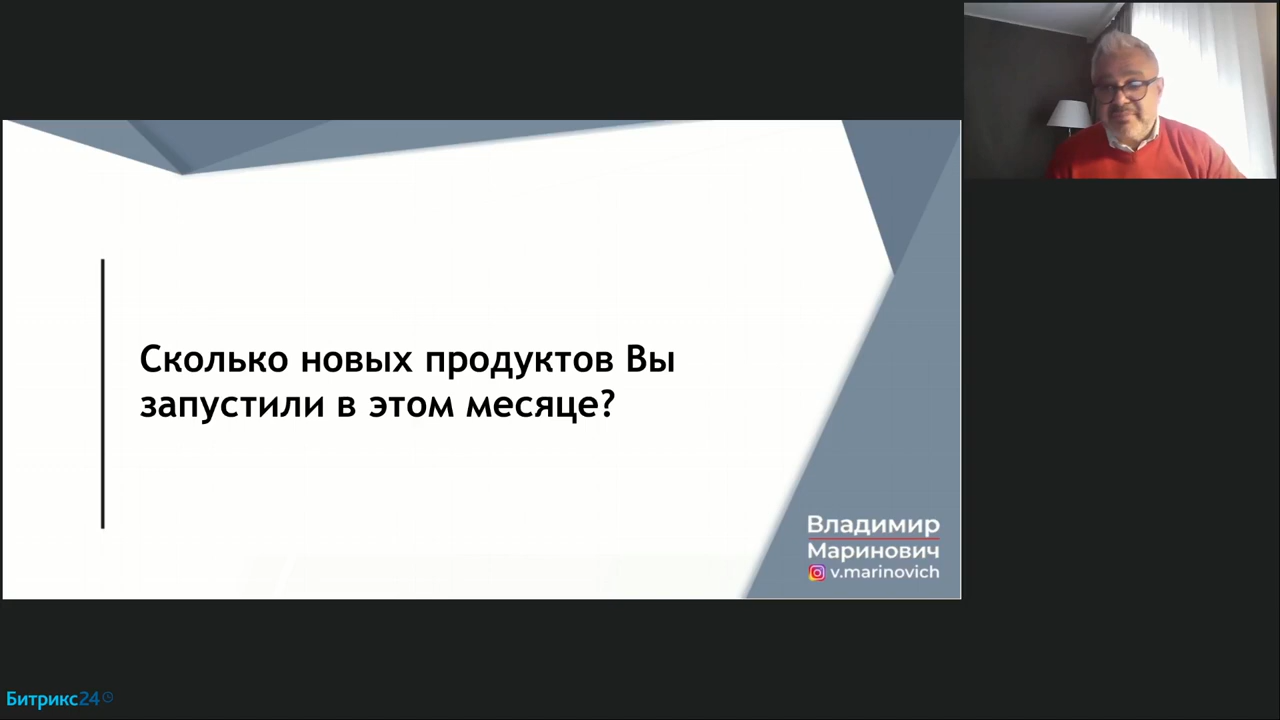 Сколько новых продуктов Вы
запустили в этом месяце?
Владимир
Маринович
v.marinovich
Битрикс24